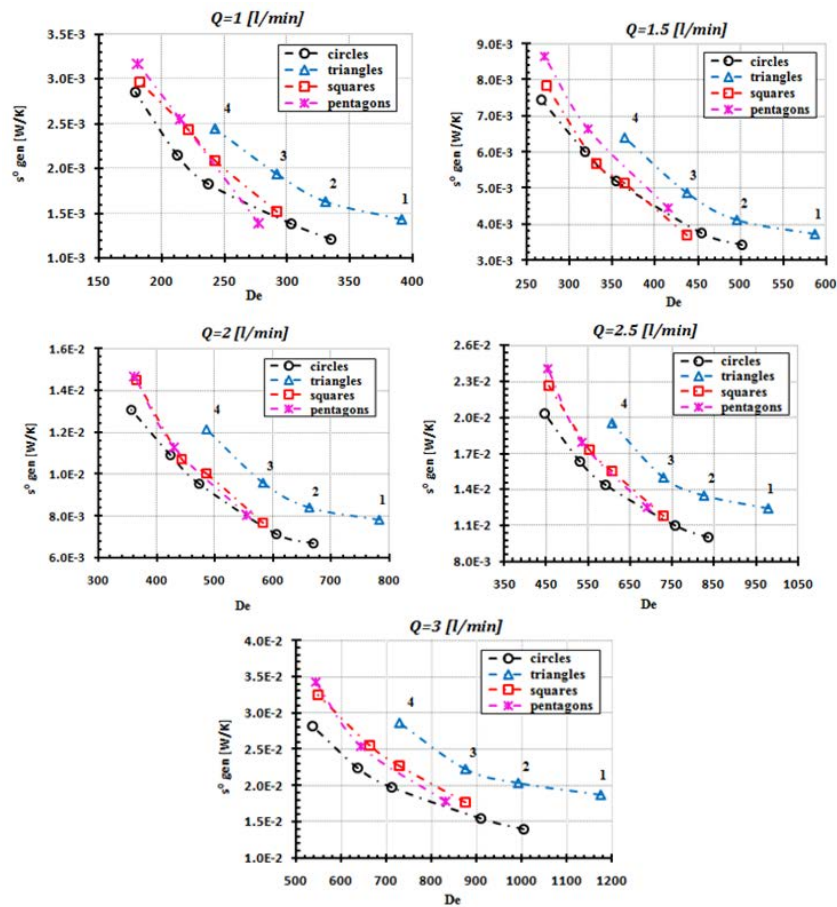 Q=1 [l/min]
3.5E-3
3.0E-3
2.5E-3
2.0E-3
1.5E-3
1.0E-3
s° gen [W/K]
circles
triangles
squares
pentagons
4
3
2
1
150 200 250 300 350 400
De
Q=1.5 [l/min]
9.0E-3
8.0E-3
7.0E-3
6.0E-3
5.0E-3
4.0E-3
3.0E-3
s° gen [W/K]
circles
triangles
squares
pentagons
4
3
2
1
250 300 350 400 450 500 550 600
De
Q=2 [l/min]
1.6E-2
1.4E-2
1.2E-2
1.0E-2
8.0E-3
6.0E-3
s° gen [W/K]
circles
triangles
squares
pentagons
4
3
2
1
300 400 500 600 700 800
De
Q=2.5 [l/min]
2.6E-2
2.3E-2
2.0E-2
1.7E-2
1.4E-2
1.1E-2
8.0E-3
s° gen [W/K]
circles
triangles
squares
pentagons
4
3
2
1
350 450 550 650 750 850 950 1050
De
Q=3 [l/min]
4.0E-2
3.5E-2
3.0E-2
2.5E-2
2.0E-2
1.5E-2
1.0E-2
s° gen [W/K]
circles
triangles
squares
pentagons
4
3
2
1
500 600 700 800 900 1000 1100 1200
De